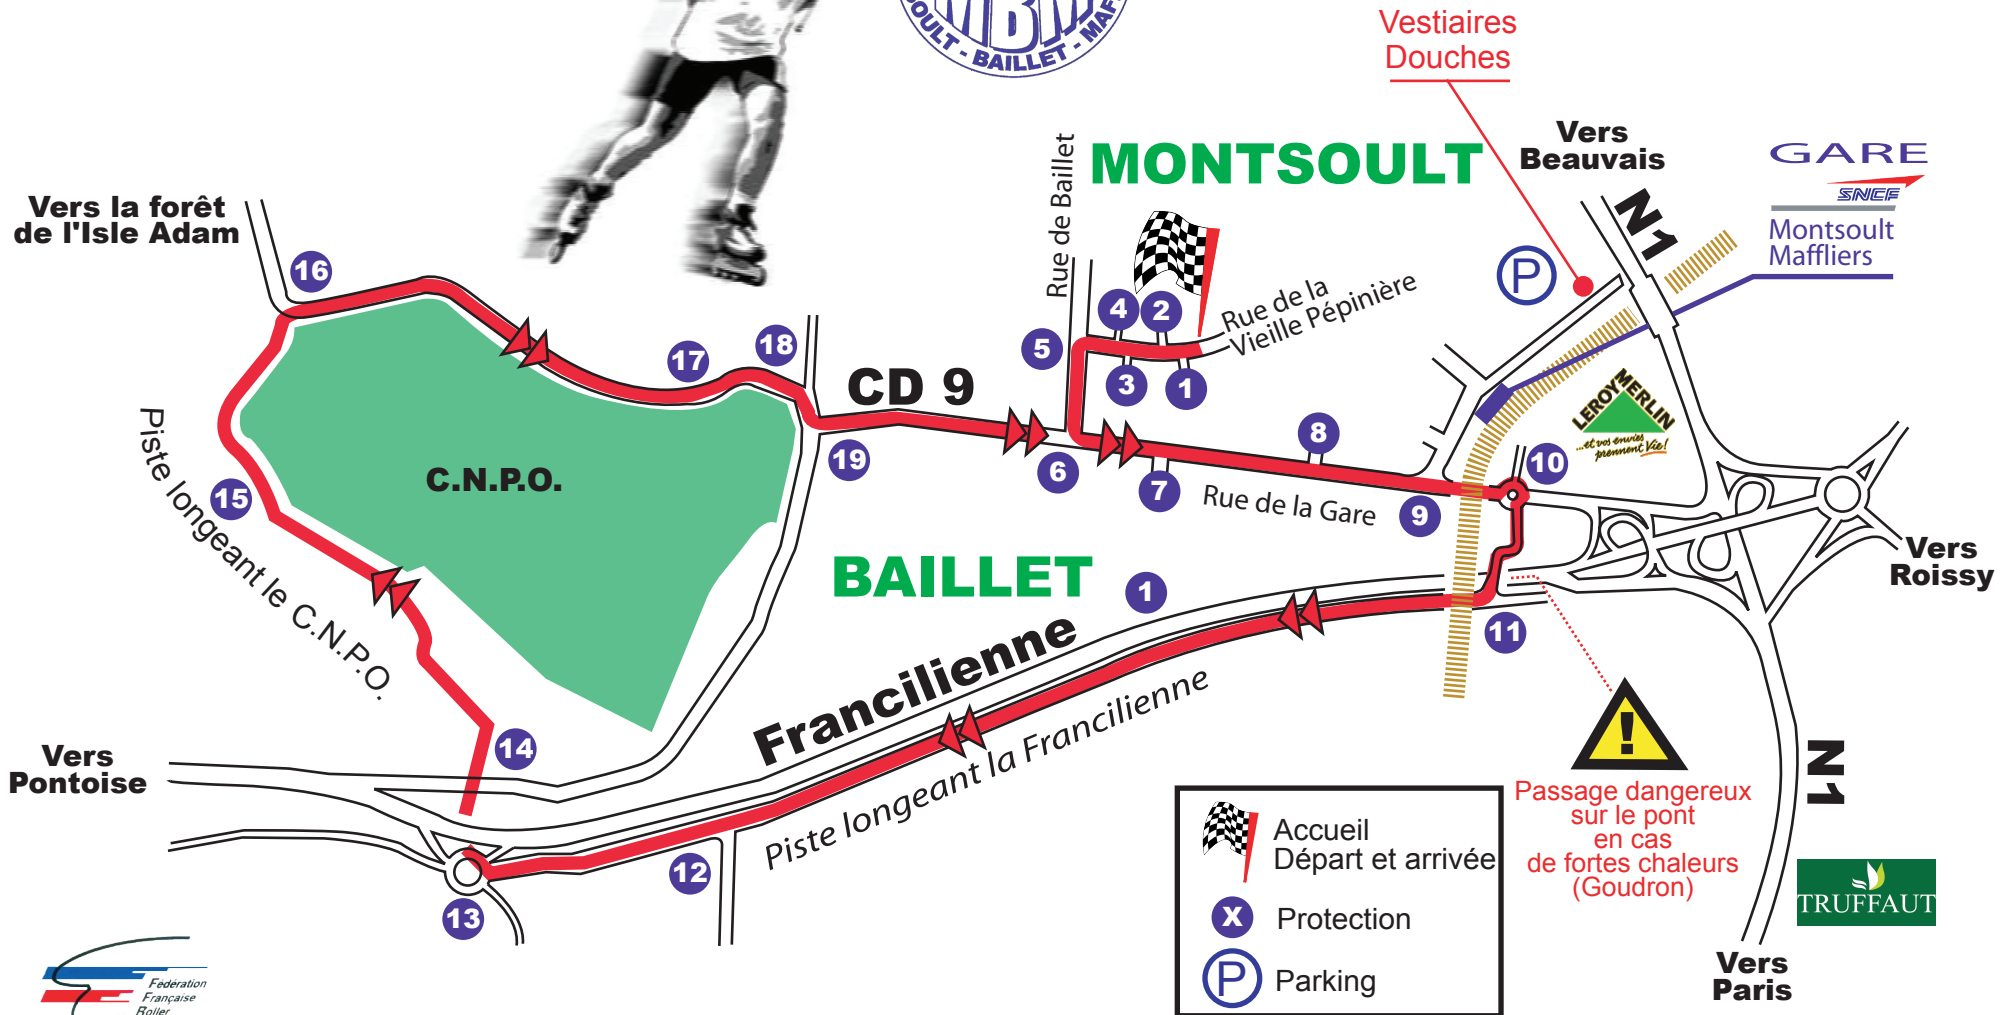 MBM
SOULT - BAILLET - MAF
Vestiaires
Douches
Vers
Beauvais
GARE
SNCF
Montsoult
Maffliers
N1
MONTSOULT
Rue de Baillet
Vers la forêt
de l'Isle Adam
16
4
2
Rue de la
Vieille Pépinière
P
5
3
1
17
18
CD 9
LEROY MERLIN
...et vos envies
prennent Vie!
Piste longeant le C.N.P.O.
C.N.P.O.
15
19
6
7
8
Rue de la Gare
9
10
BAILLET
1
11
Vers
Roissy
Francilienne
Piste longeant la Francilienne
14
Vers
Pontoise
12
13
!
Passage dangereux
sur le pont
en cas
de fortes chaleurs
(Goudron)
N1
TRUFFAUT
Vers
Paris
Accueil
Départ et arrivée
X Protection
P Parking
Fédération
Française
Roller